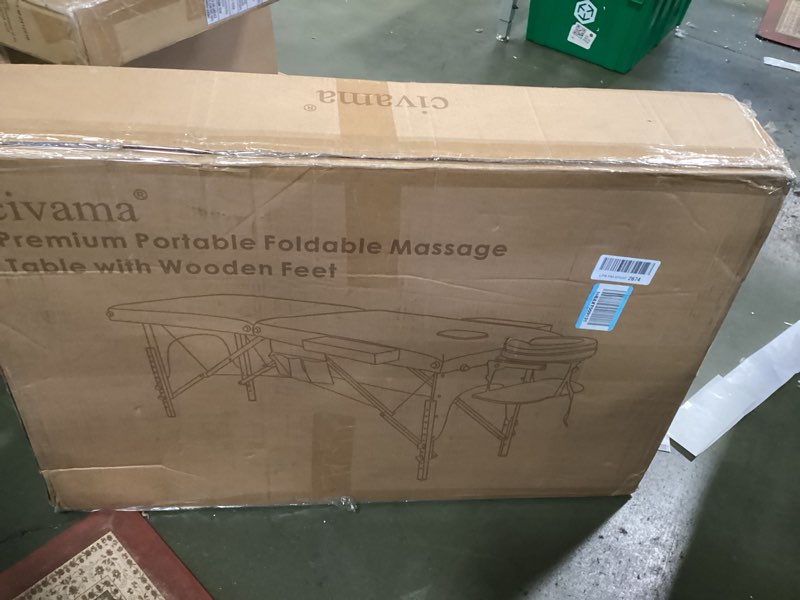 civama®
civama®
Premium Portable Foldable Massage
Table with Wooden Feet